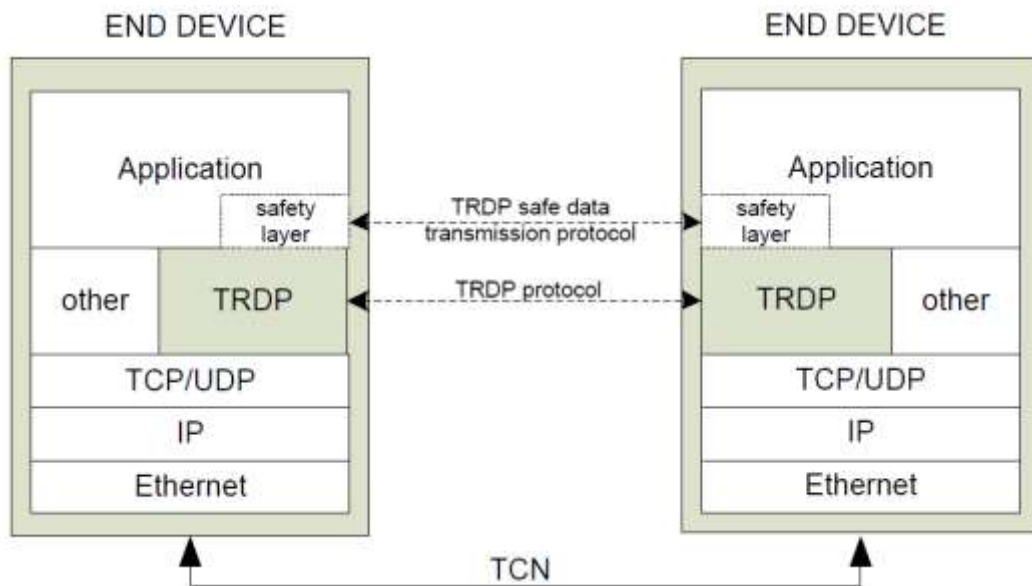 END DEVICE
END DEVICE
Application
safety
layer
other
TRDP
TCP/UDP
IP
Ethernet
TRDP safe data
transmission protocol
TRDP protocol
Application
safety
layer
TRDP
other
TCP/UDP
IP
Ethernet
TCN